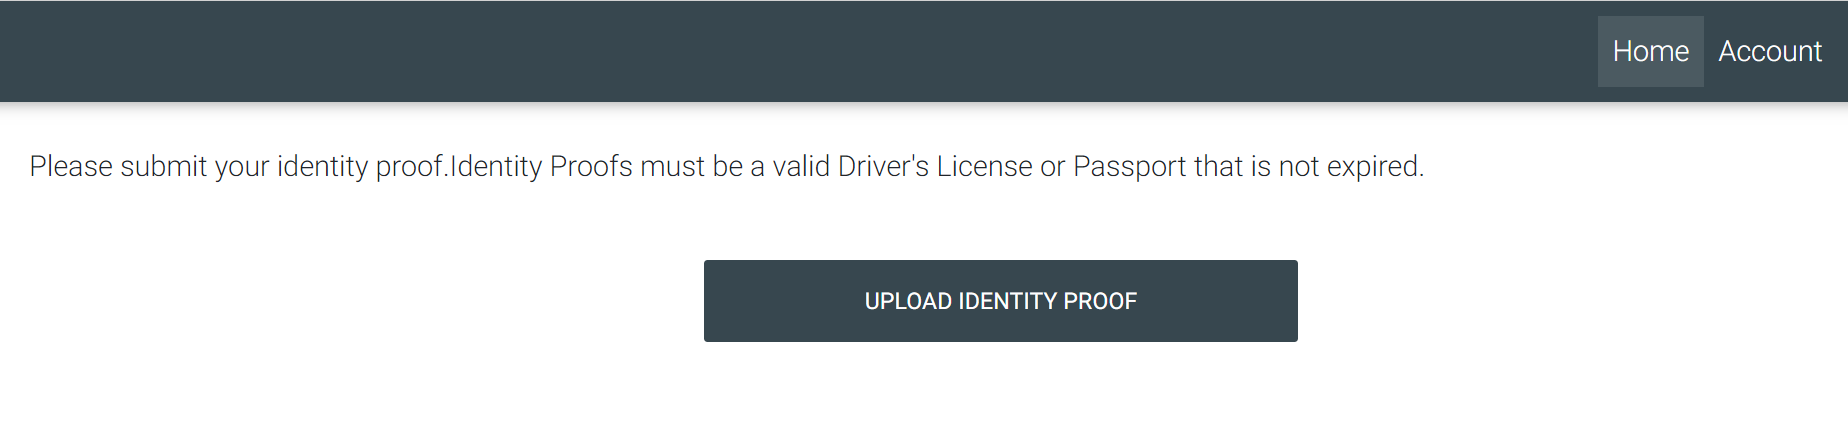 Home Account
Please submit your identity proof.Identity Proofs must be a valid Driver's License or Passport that is not expired.
UPLOAD IDENTITY PROOF